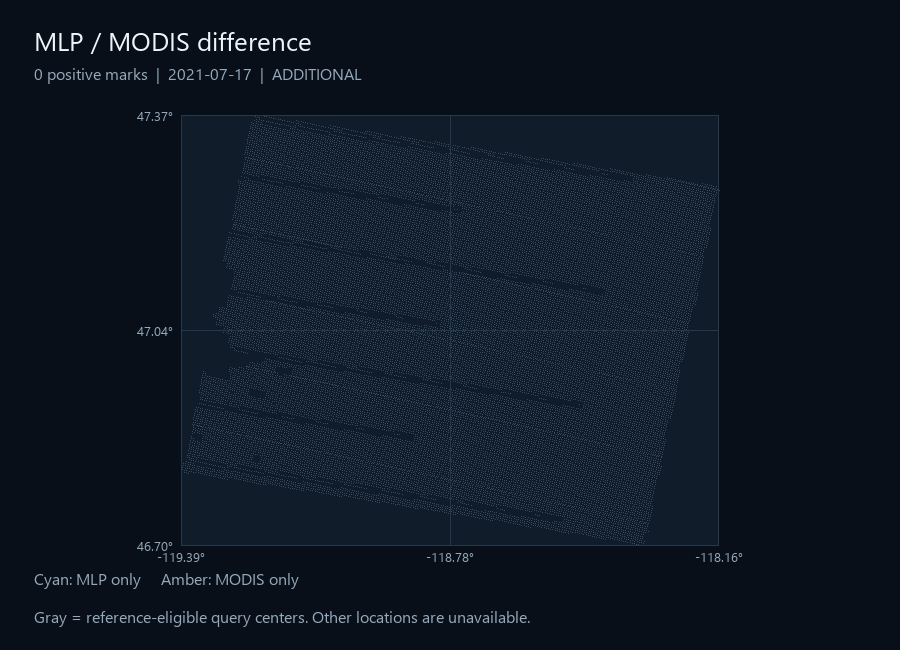 MLP / MODIS difference
0 positive marks | 2021-07-17 | ADDITIONAL
47.37°
47.04°
46.70°
-119.39° -118.78° -118.16°
Cyan: MLP only Amber: MODIS only
Gray = reference-eligible query centers. Other locations are unavailable.